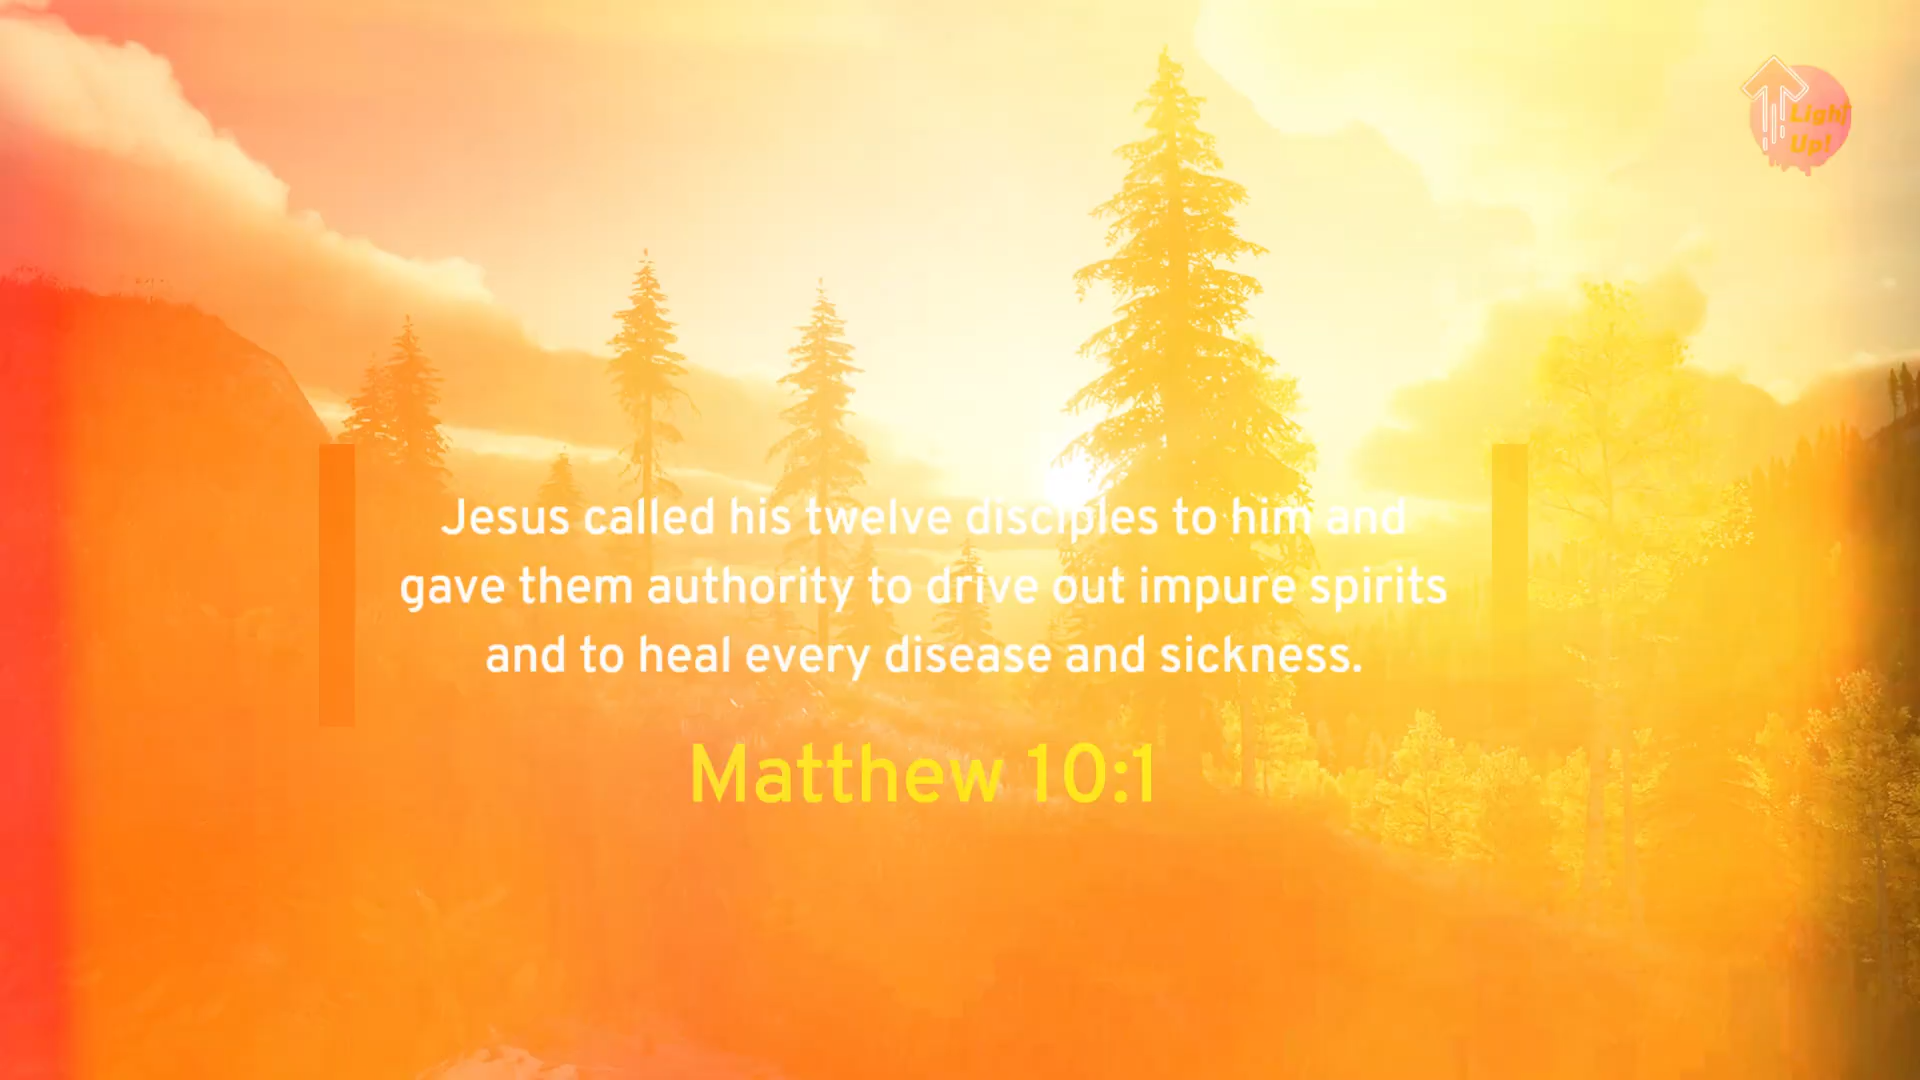 Light
Up!
Jesus called his twelve disciples to him and
gave them authority to drive out impure spirits
and to heal every disease and sickness.
Matthew 10:1